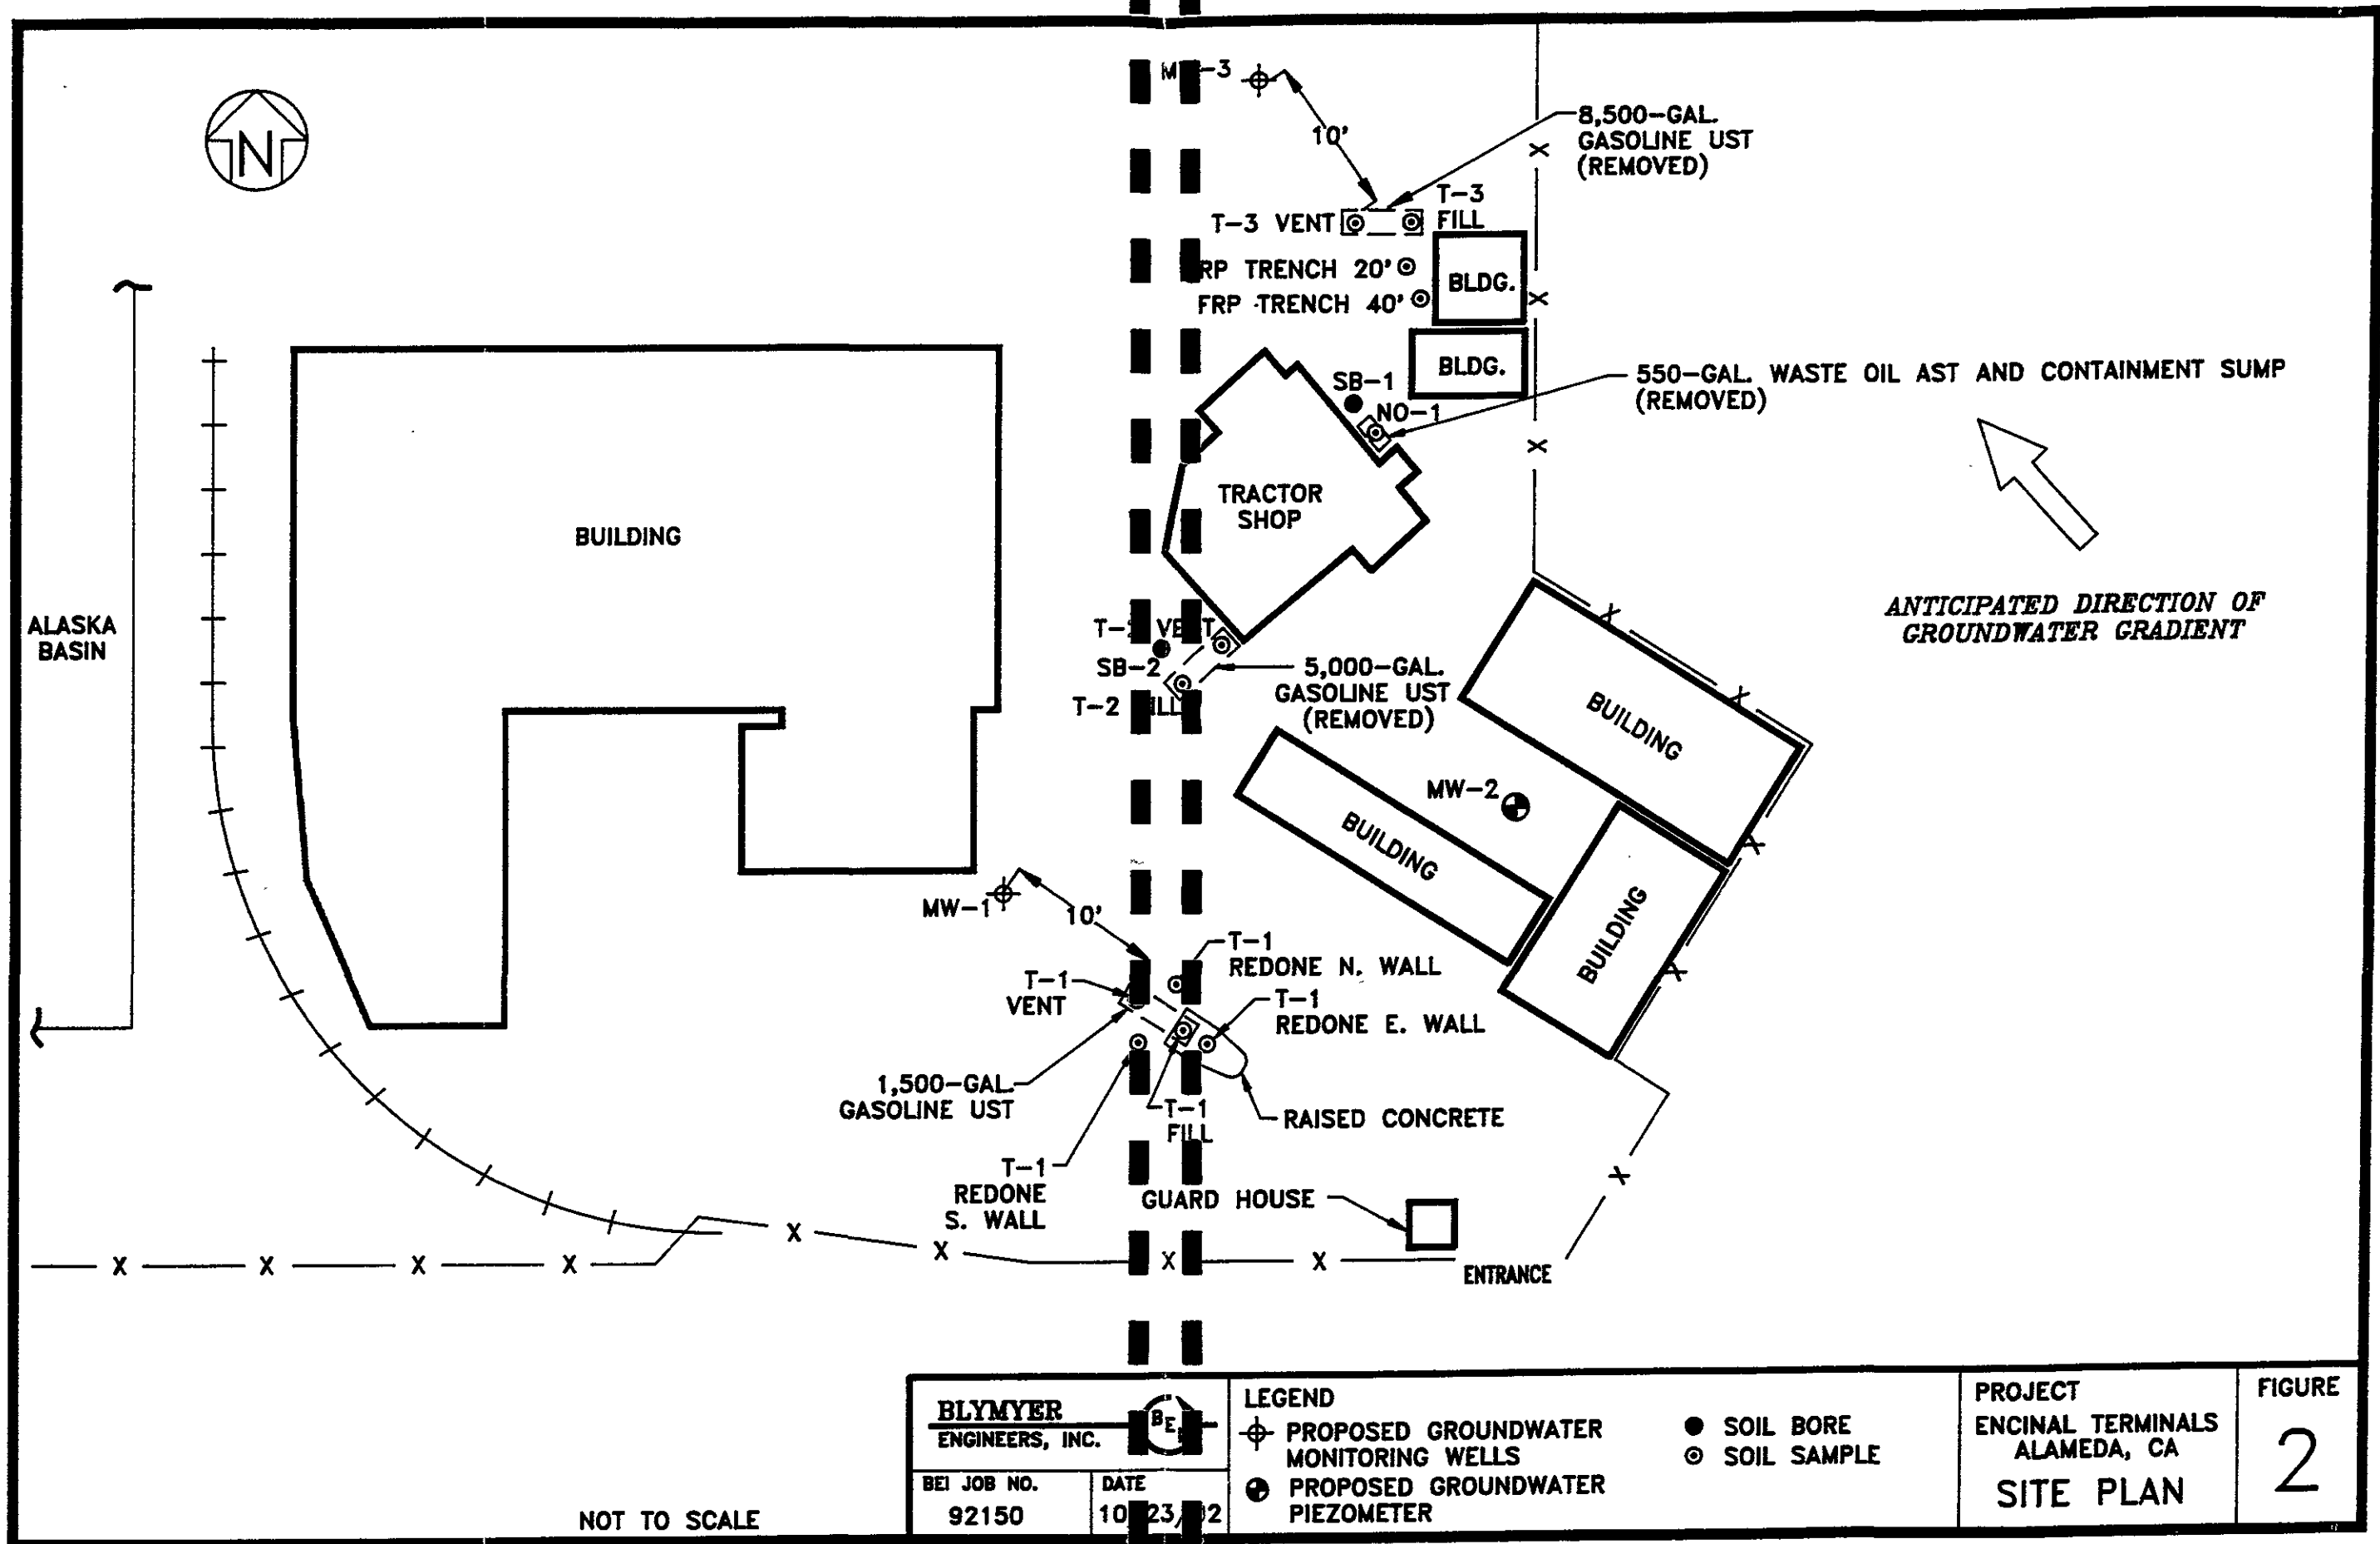 N
-3
10'
8,500-GAL.
GASOLINE UST
(REMOVED)
T-3 VENT
T-3
FILL
RP TRENCH 20'
FRP TRENCH 40'
BLDG.
BLDG.
SB-1
NO-1
550-GAL. WASTE OIL AST AND CONTAINMENT SUMP
(REMOVED)
TRACTOR
SHOP
BUILDING
ALASKA
BASIN
ANTICIPATED DIRECTION OF
GROUNDWATER GRADIENT
SB-2
T-2
5,000-GAL.
GASOLINE UST
(REMOVED)
BUILDING
MW-2
BUILDING
BUILDING
MW-1
10'
T-1
REDONE N. WALL
T-1
VENT
T-1
REDONE E. WALL
1,500-GAL.
GASOLINE UST
T-1
FILL
RAISED CONCRETE
T-1
REDONE
S. WALL
GUARD HOUSE
ENTRANCE
NOT TO SCALE
BLYMYER
ENGINEERS, INC.
BEI JOB NO.
92150
DATE
10 23/ 2
LEGEND
PROPOSED GROUNDWATER
MONITORING WELLS
PROPOSED GROUNDWATER
PIEZOMETER
SOIL BORE
SOIL SAMPLE
PROJECT
ENCINAL TERMINALS
ALAMEDA, CA
SITE PLAN
FIGURE
2